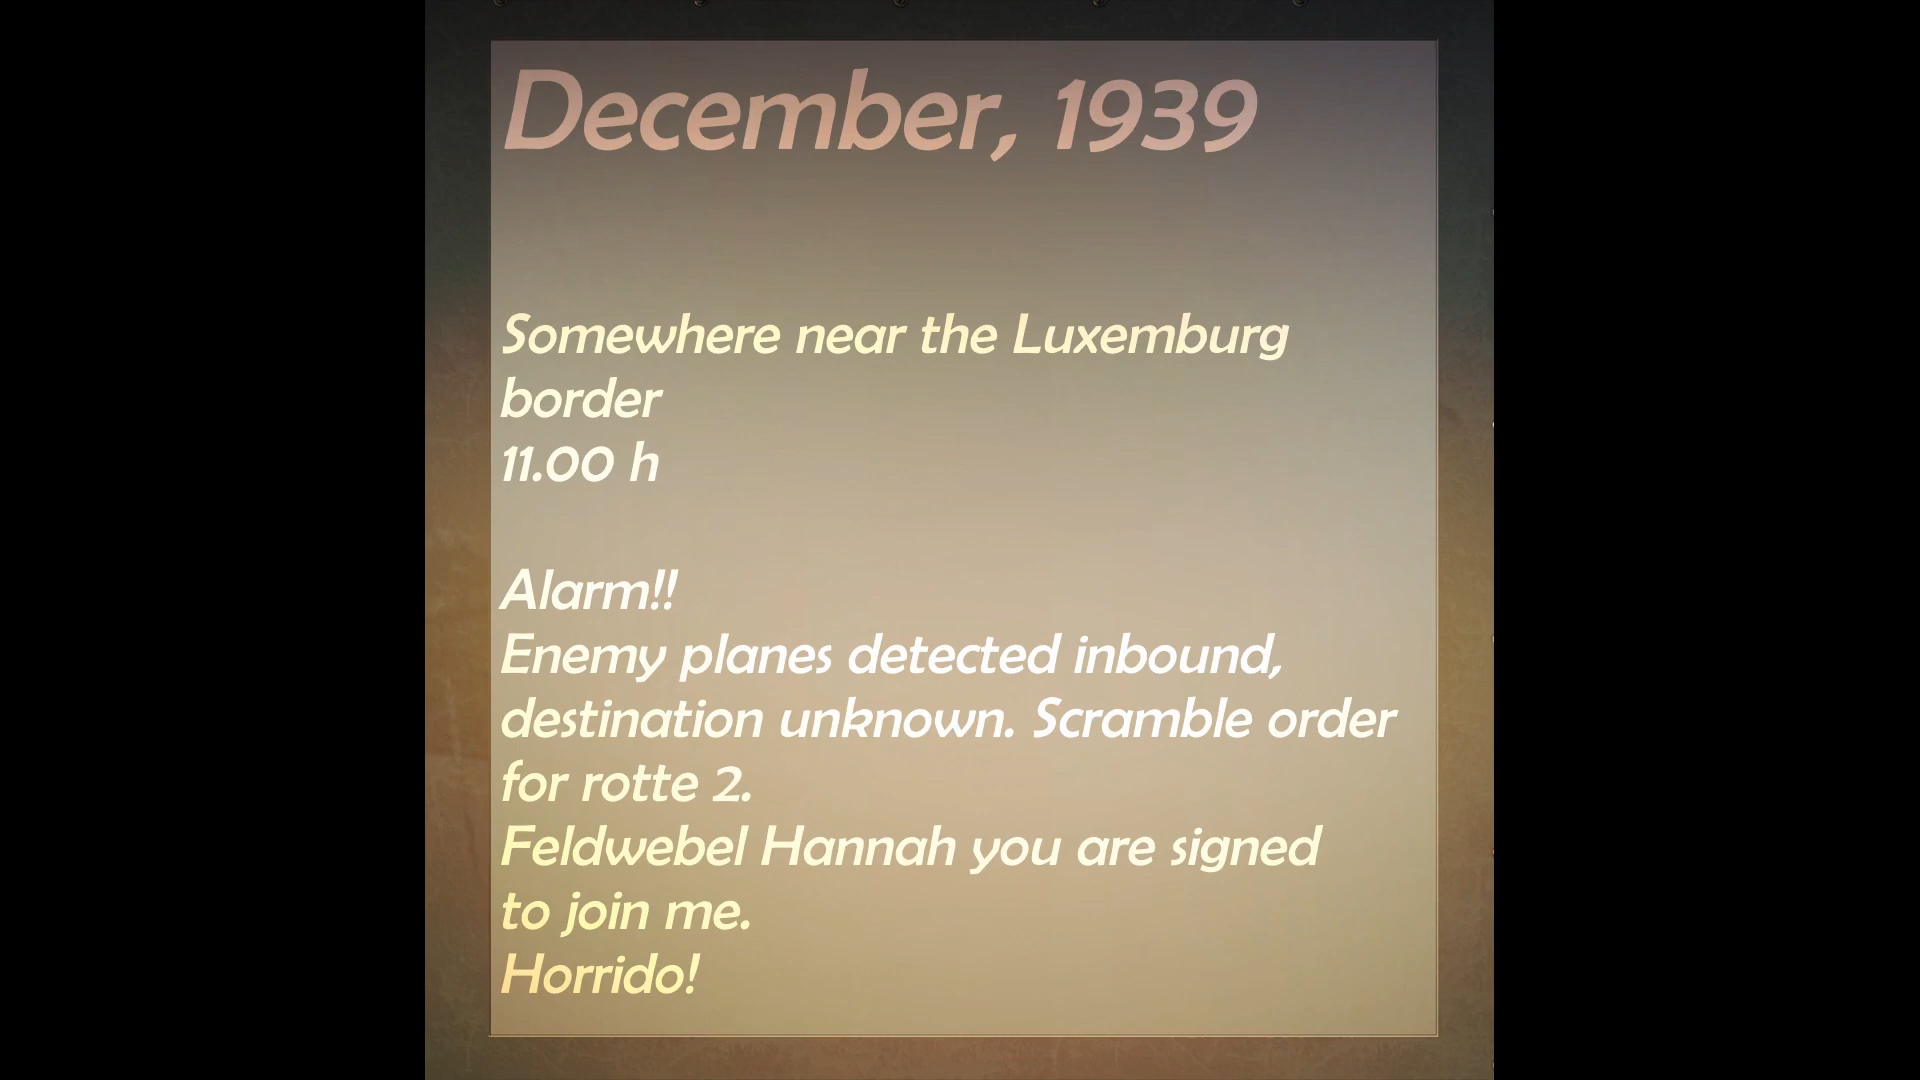 December, 1939
Somewhere near the Luxemburg
border
11.00 h
Alarm!!
Enemy planes detected inbound,
destination unknown. Scramble order
for rotte 2.
Feldwebel Hannah you are signed
to join me.
Horrido!